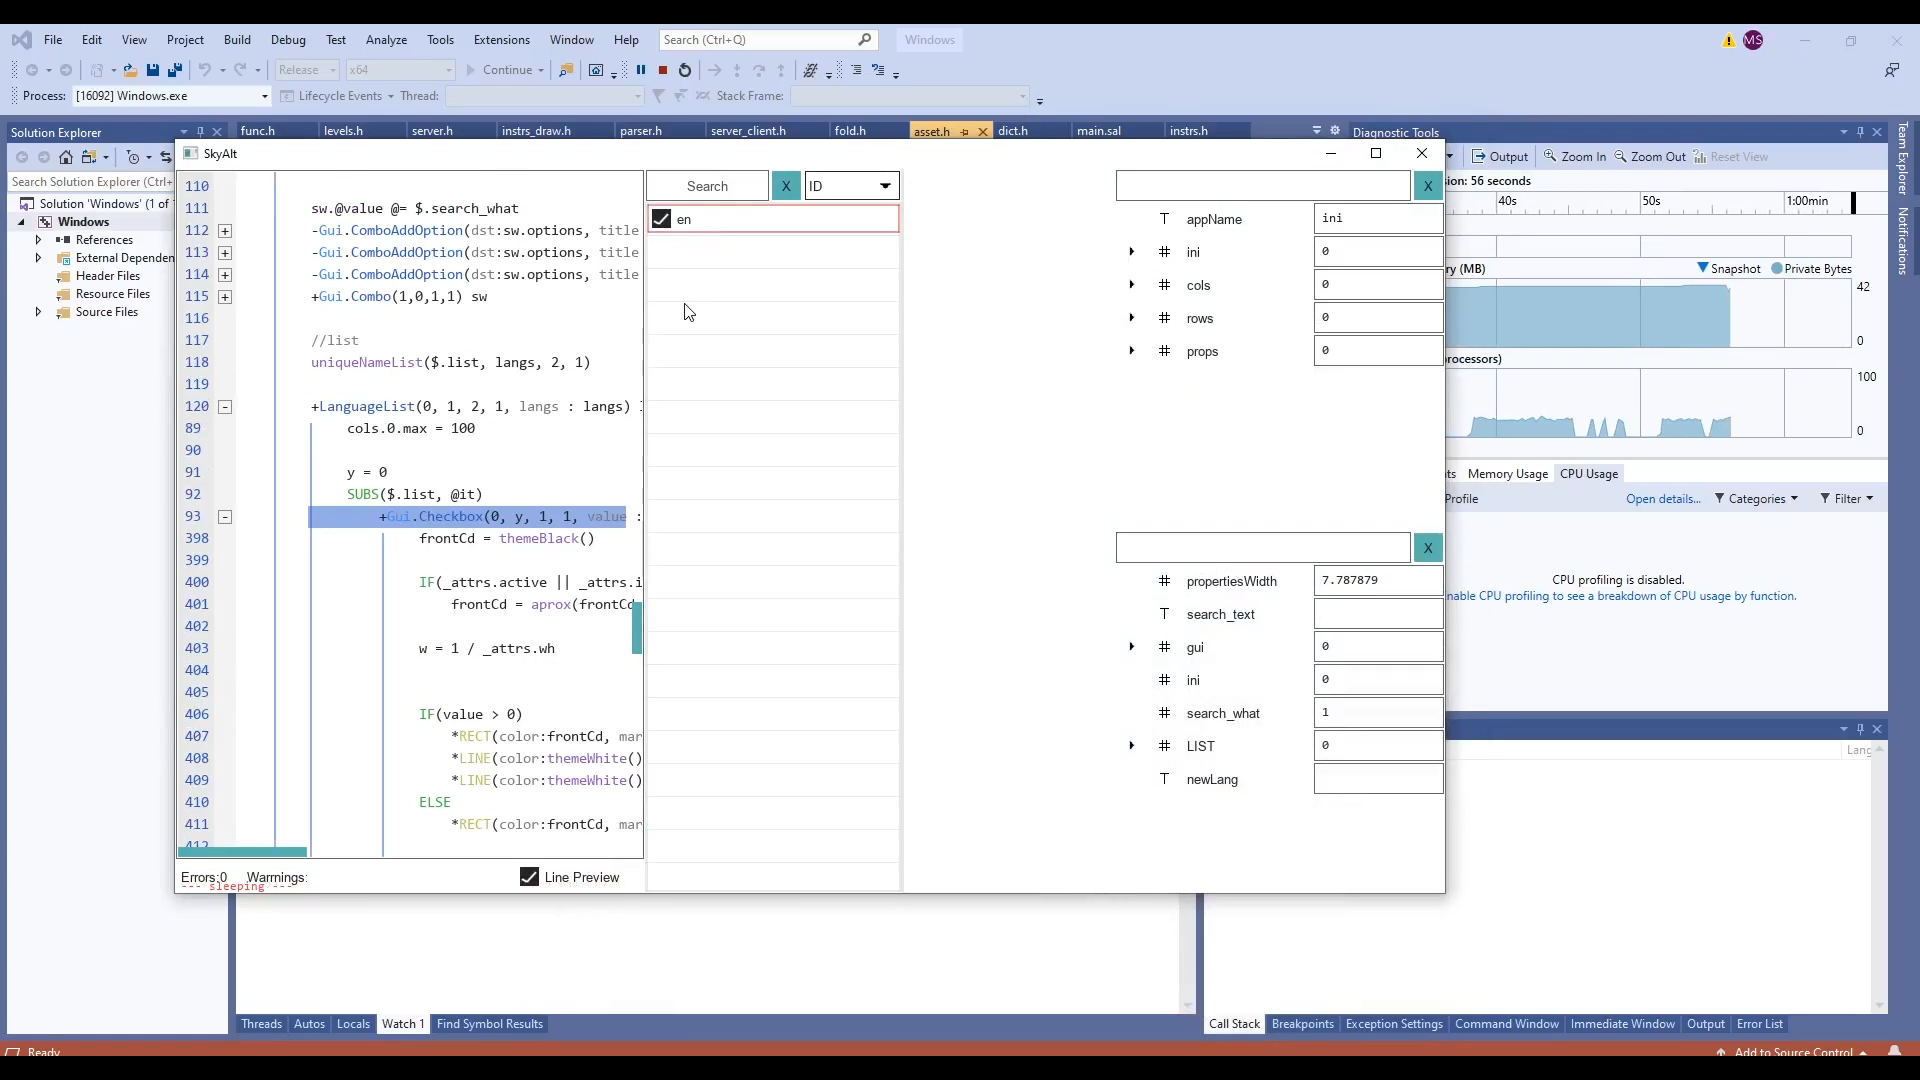 File Edit View Project Build Debug Test Analyze Tools Extensions Window Help Search (Ctrl+Q) Windows MS
Release x64 Continue
Process: [16092] Windows.exe Lifecycle Events Thread: Stack Frame:
Solution Explorer
func.h levels.h server.h instrs_draw.h parser.h server_client.h fold.h asset.h dict.h main.sal instrs.h
Diagnostic Tools
Team Explorer
Notifications
Search Solution Explorer (Ctrl+
Solution 'Windows' (1 of
Windows
References
External Dependen
Header Files
Resource Files
Source Files
SkyAlt
110
111 sw.@value @= $.search_what
112 -Gui.ComboAddOption(dst:sw.options, title
113 -Gui.ComboAddOption(dst:sw.options, title
114 -Gui.ComboAddOption(dst:sw.options, title
115 +Gui.Combo(1,0,1,1) sw
116
117 //list
118 uniqueNameList($.list, langs, 2, 1)
119
120 +LanguageList(0, 1, 2, 1, langs : langs)
89 cols.0.max = 100
90
91 y = 0
92 SUBS($.list, @it)
93 +Gui.Checkbox(0, y, 1, 1, value :
398 frontCd = themeBlack()
399
400 IF(_attrs.active || _attrs.i
401 frontCd = aprox(frontCd
402
403 w = 1 / _attrs.wh
404
405
406 IF(value > 0)
407 *RECT(color:frontCd, mar
408 *LINE(color:themeWhite()
409 *LINE(color:themeWhite()
410 ELSE
411 *RECT(color:frontCd, mar
412
Errors:0 Warrnings:
--- sleeping ---
Line Preview
Search X ID
en
X
appName ini
ini 0
cols 0
rows 0
props 0
X
propertiesWidth 7.787879
search_text
gui 0
ini 0
search_what 1
LIST 0
newLang
Output Zoom In Zoom Out Reset View
sion: 56 seconds
40s 50s 1:00min
ry (MB) Snapshot Private Bytes
42
0
rocessors)
100
0
ts Memory Usage CPU Usage
Profile Open details... Categories Filter
CPU profiling is disabled.
nable CPU profiling to see a breakdown of CPU usage by function.
Lang
Threads Autos Locals Watch 1 Find Symbol Results
Call Stack Breakpoints Exception Settings Command Window Immediate Window Output Error List
Ready
Add to Source Control